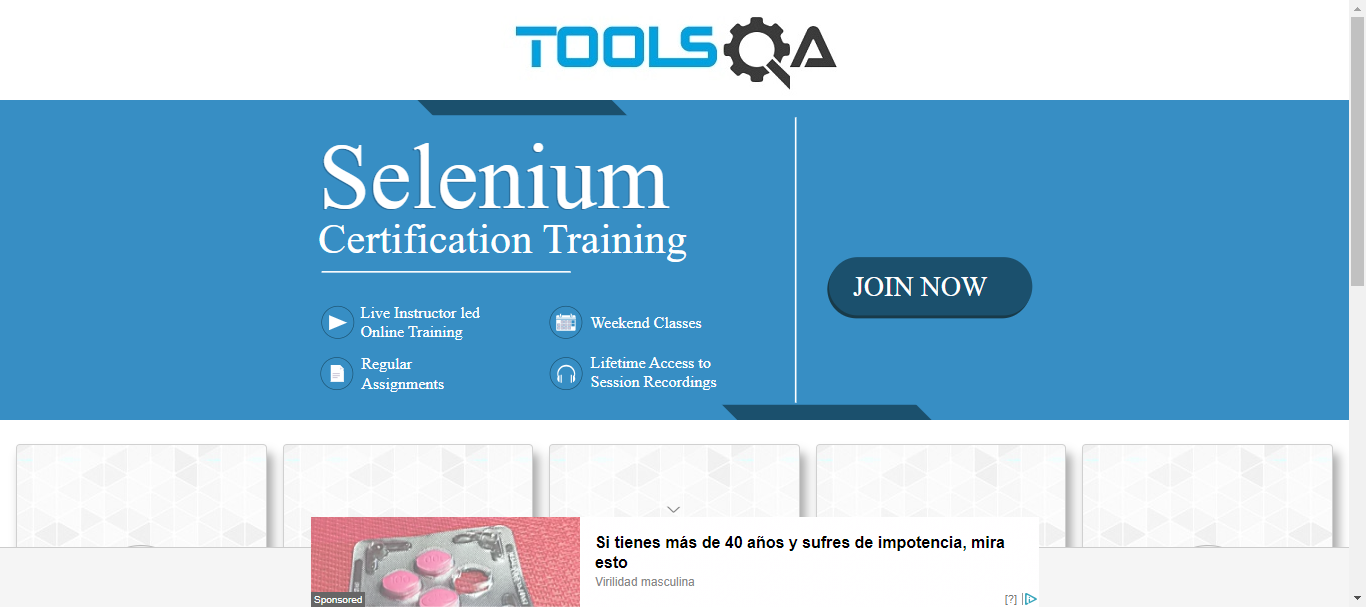 TOOLSQA
Selenium
Certification Training
Live Instructor led
Online Training
Weekend Classes
Regular
Assignments
Lifetime Access to
Session Recordings
JOIN NOW
Si tienes más de 40 años y sufres de impotencia, mira
esto
Virilidad masculina
Sponsored
[?]